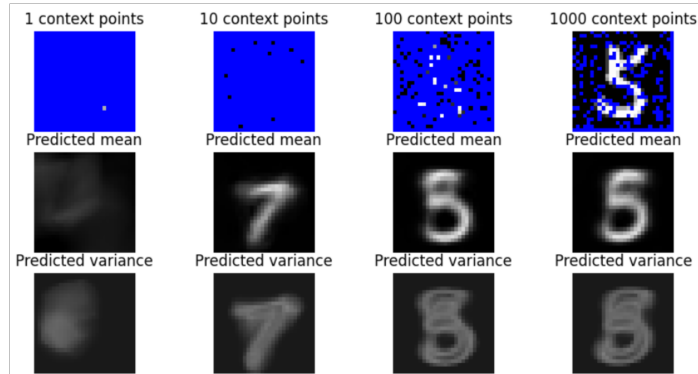 1 context points 10 context points 100 context points 1000 context points
Predicted mean Predicted mean Predicted mean Predicted mean
Predicted variance Predicted variance Predicted variance Predicted variance